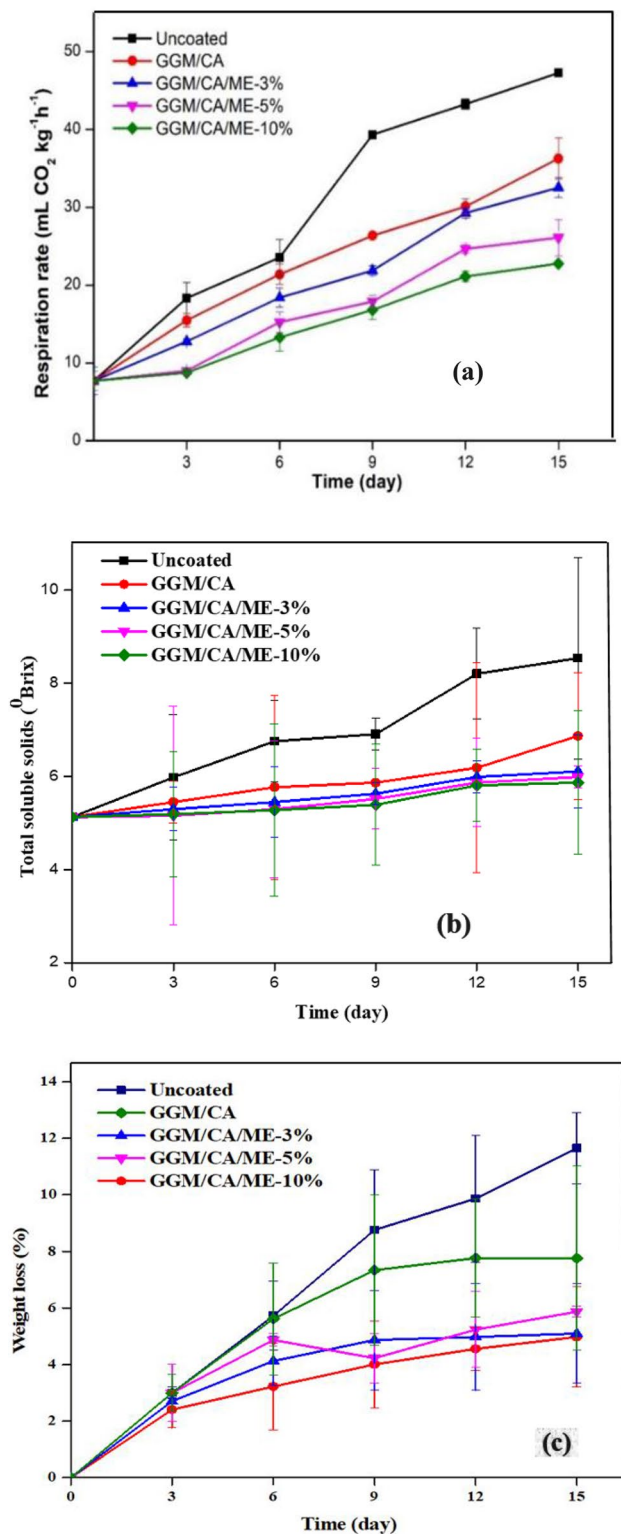 Uncoated
GGM/CA
GGM/CA/ME-3%
GGM/CA/ME-5%
GGM/CA/ME-10%
50
40
30
20
10
0
Respiration rate (mL CO₂ kg⁻¹h⁻¹)
(a)
3 6 9 12 15
Time (day)
Uncoated
GGM/CA
GGM/CA/ME-3%
GGM/CA/ME-5%
GGM/CA/ME-10%
10
8
6
4
2
Total soluble solids (⁰Brix)
(b)
0 3 6 9 12 15
Time (day)
Uncoated
GGM/CA
GGM/CA/ME-3%
GGM/CA/ME-5%
GGM/CA/ME-10%
14
12
10
8
6
4
2
0
Weight loss (%)
(c)
0 3 6 9 12 15
Time (day)